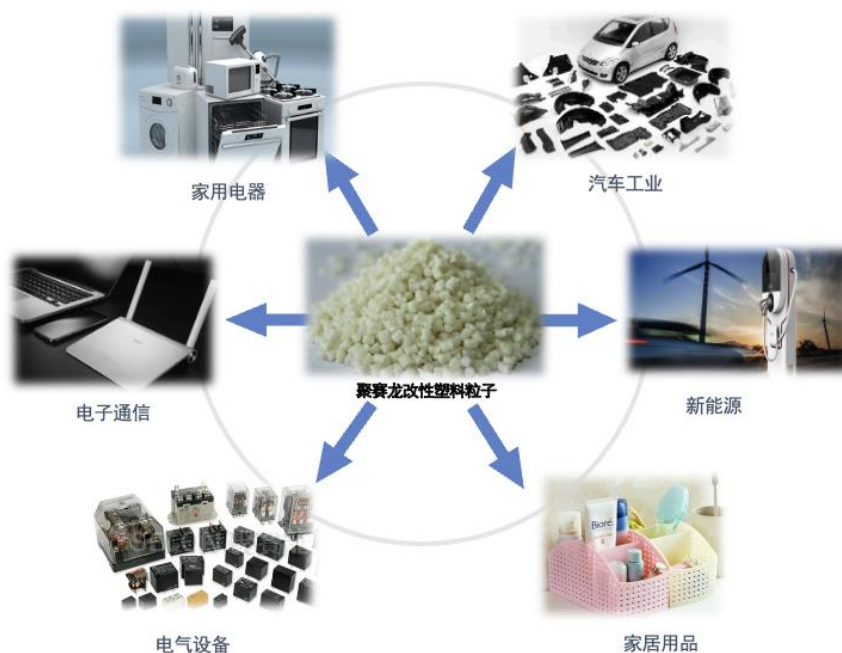 家用电器
汽车工业
聚赛龙改性塑料粒子
电子通信
新能源
Bioré
电气设备
家居用品